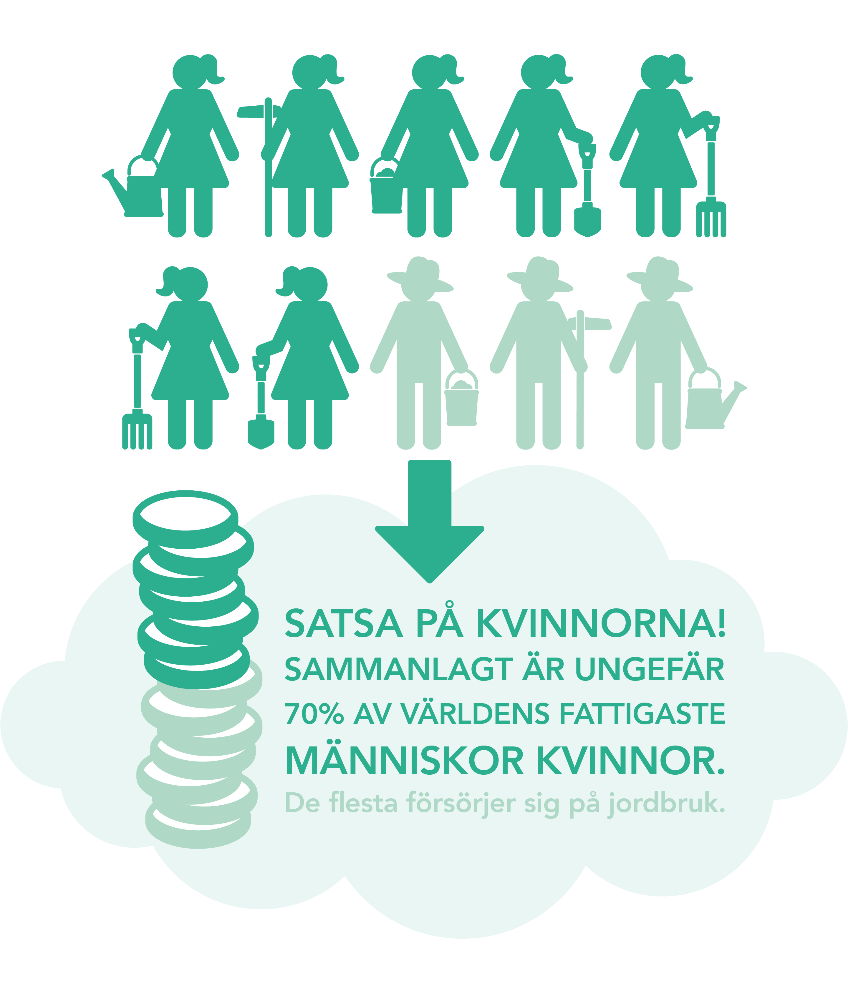 SATSA PÅ KVINNORNA!
SAMMANLAGT ÄR UNGEFÄR
70% AV VÄRLDENS FATTIGASTE
MÄNNISKOR KVINNOR.
De flesta försörjer sig på jordbruk.